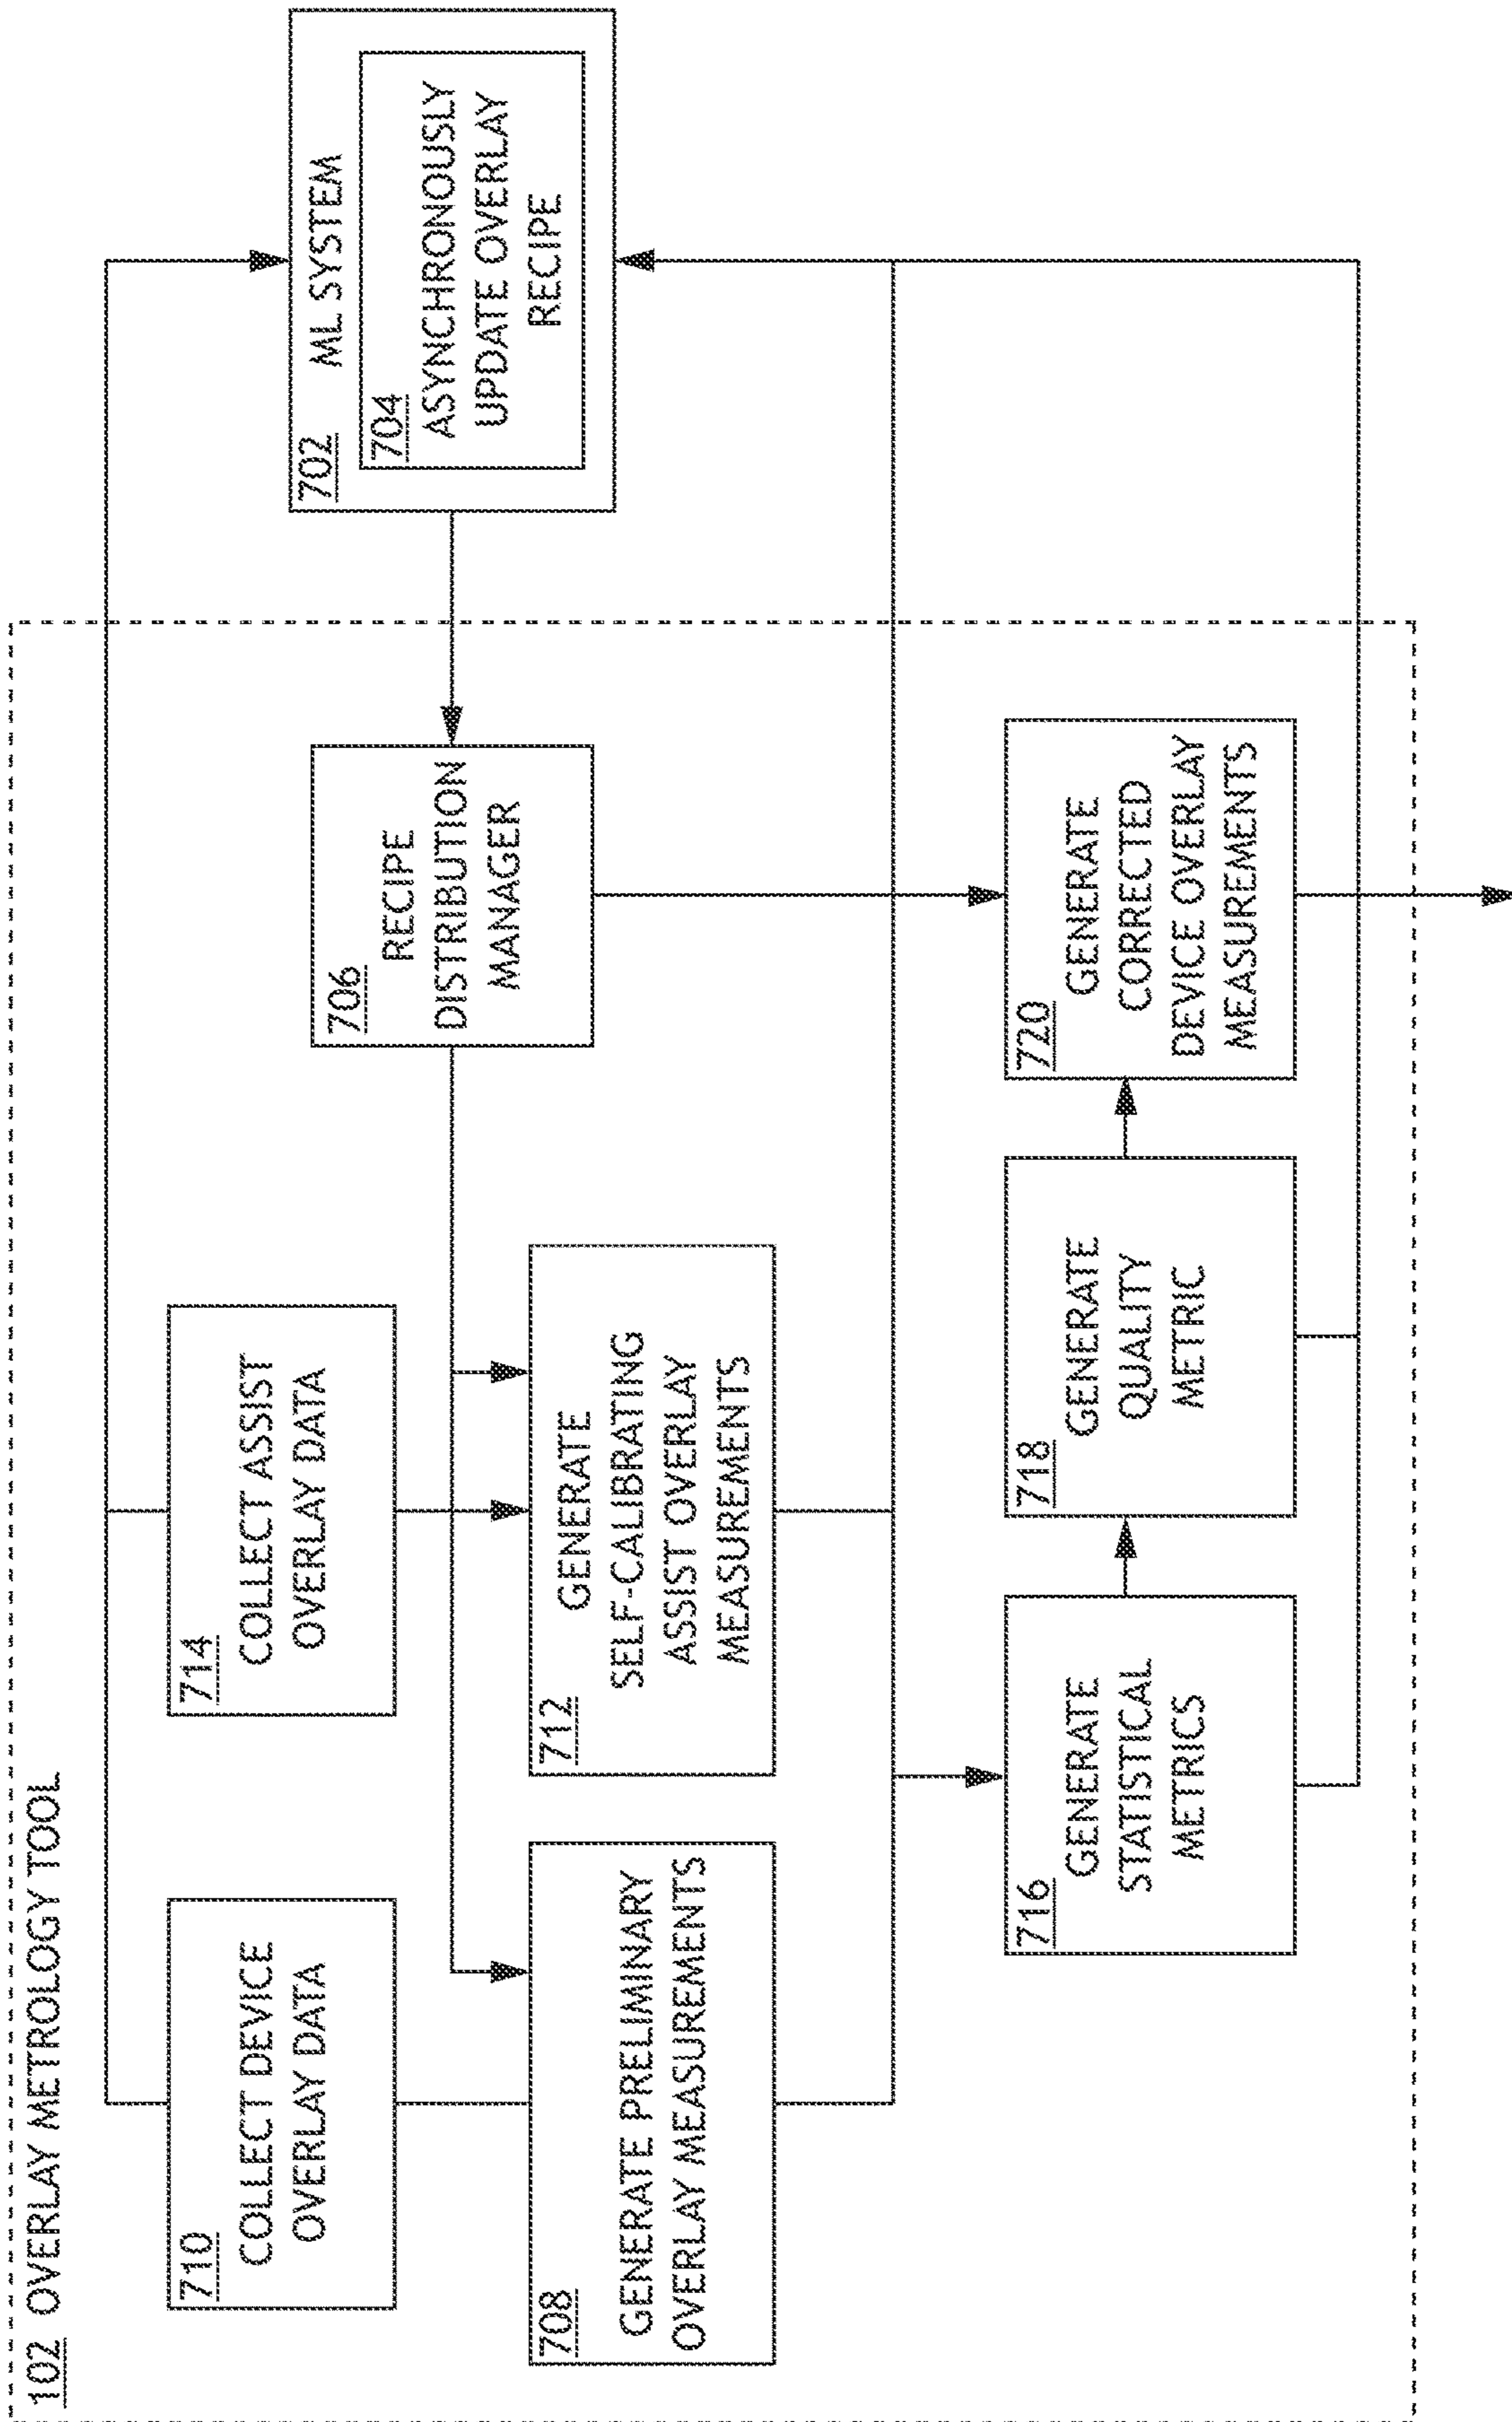 102 OVERLAY METROLOGY TOOL
710
COLLECT DEVICE
OVERLAY DATA
714
COLLECT ASSIST
OVERLAY DATA
702 ML SYSTEM
704
ASYNCHRONOUSLY
UPDATE OVERLAY
RECIPE
706
RECIPE
DISTRIBUTION
MANAGER
708
GENERATE PRELIMINARY
OVERLAY MEASUREMENTS
712
GENERATE
SELF-CALIBRATING
ASSIST OVERLAY
MEASUREMENTS
716
GENERATE
STATISTICAL
METRICS
718
GENERATE
QUALITY
METRIC
720
GENERATE
CORRECTED
DEVICE OVERLAY
MEASUREMENTS